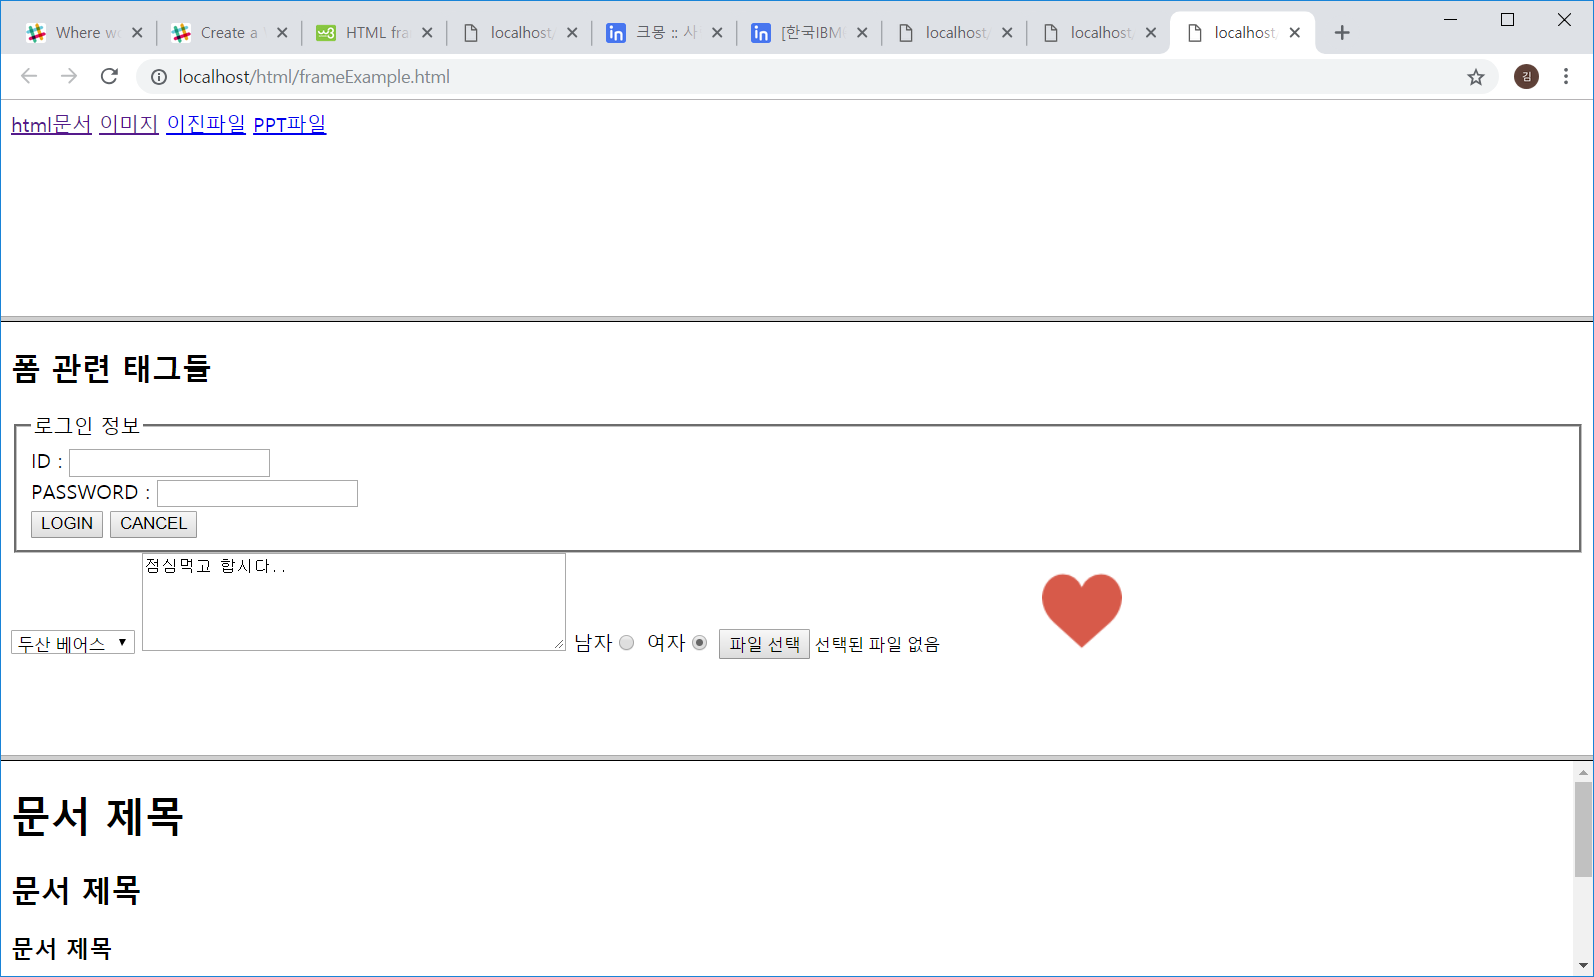 Where w
Create a
HTML fra
localhost/
크몽 :: 사
[한국IBM
localhost/
localhost/
localhost/
localhost/html/frameExample.html
김
html문서 이미지 이진파일 PPT파일
폼 관련 태그들
로그인 정보
ID :
PASSWORD :
LOGIN CANCEL
점심먹고 합시다..
두산 베어스 남자 여자 파일 선택 선택된 파일 없음
문서 제목
문서 제목
문서 제목